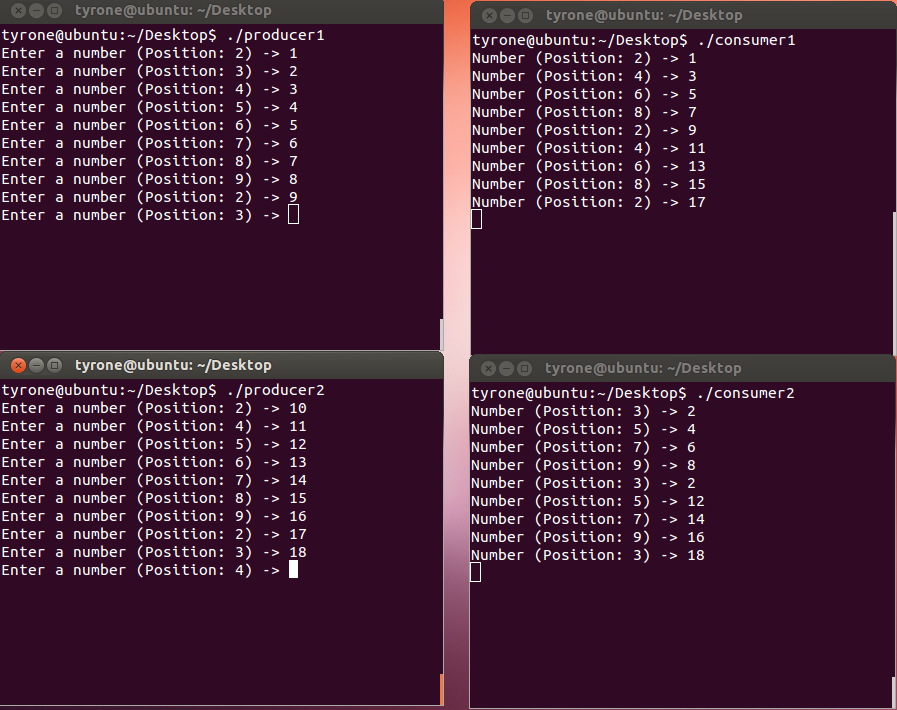 tyrone@ubuntu: ~/Desktop
tyrone@ubuntu:~/Desktop$ ./producer1
Enter a number (Position: 2) -> 1
Enter a number (Position: 3) -> 2
Enter a number (Position: 4) -> 3
Enter a number (Position: 5) -> 4
Enter a number (Position: 6) -> 5
Enter a number (Position: 7) -> 6
Enter a number (Position: 8) -> 7
Enter a number (Position: 9) -> 8
Enter a number (Position: 2) -> 9
Enter a number (Position: 3) ->
tyrone@ubuntu: ~/Desktop
tyrone@ubuntu:~/Desktop$ ./consumer1
Number (Position: 2) -> 1
Number (Position: 4) -> 3
Number (Position: 6) -> 5
Number (Position: 8) -> 7
Number (Position: 2) -> 9
Number (Position: 4) -> 11
Number (Position: 6) -> 13
Number (Position: 8) -> 15
Number (Position: 2) -> 17
tyrone@ubuntu: ~/Desktop
tyrone@ubuntu:~/Desktop$ ./producer2
Enter a number (Position: 2) -> 10
Enter a number (Position: 4) -> 11
Enter a number (Position: 5) -> 12
Enter a number (Position: 6) -> 13
Enter a number (Position: 7) -> 14
Enter a number (Position: 8) -> 15
Enter a number (Position: 9) -> 16
Enter a number (Position: 2) -> 17
Enter a number (Position: 3) -> 18
Enter a number (Position: 4) ->
tyrone@ubuntu: ~/Desktop
tyrone@ubuntu:~/Desktop$ ./consumer2
Number (Position: 3) -> 2
Number (Position: 5) -> 4
Number (Position: 7) -> 6
Number (Position: 9) -> 8
Number (Position: 3) -> 2
Number (Position: 5) -> 12
Number (Position: 7) -> 14
Number (Position: 9) -> 16
Number (Position: 3) -> 18